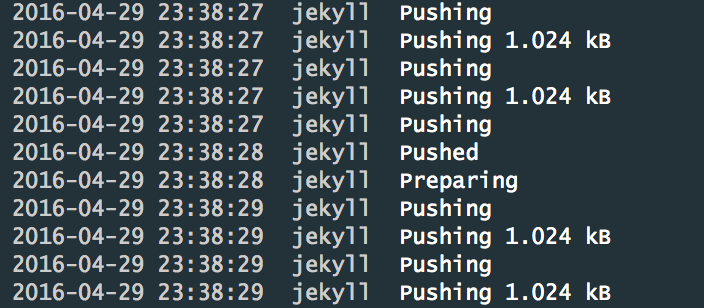 2016-04-29 23:38:27 jekyll Pushing
2016-04-29 23:38:27 jekyll Pushing 1.024 kB
2016-04-29 23:38:27 jekyll Pushing
2016-04-29 23:38:27 jekyll Pushing 1.024 kB
2016-04-29 23:38:27 jekyll Pushing
2016-04-29 23:38:28 jekyll Pushed
2016-04-29 23:38:28 jekyll Preparing
2016-04-29 23:38:29 jekyll Pushing
2016-04-29 23:38:29 jekyll Pushing 1.024 kB
2016-04-29 23:38:29 jekyll Pushing
2016-04-29 23:38:29 jekyll Pushing 1.024 kB